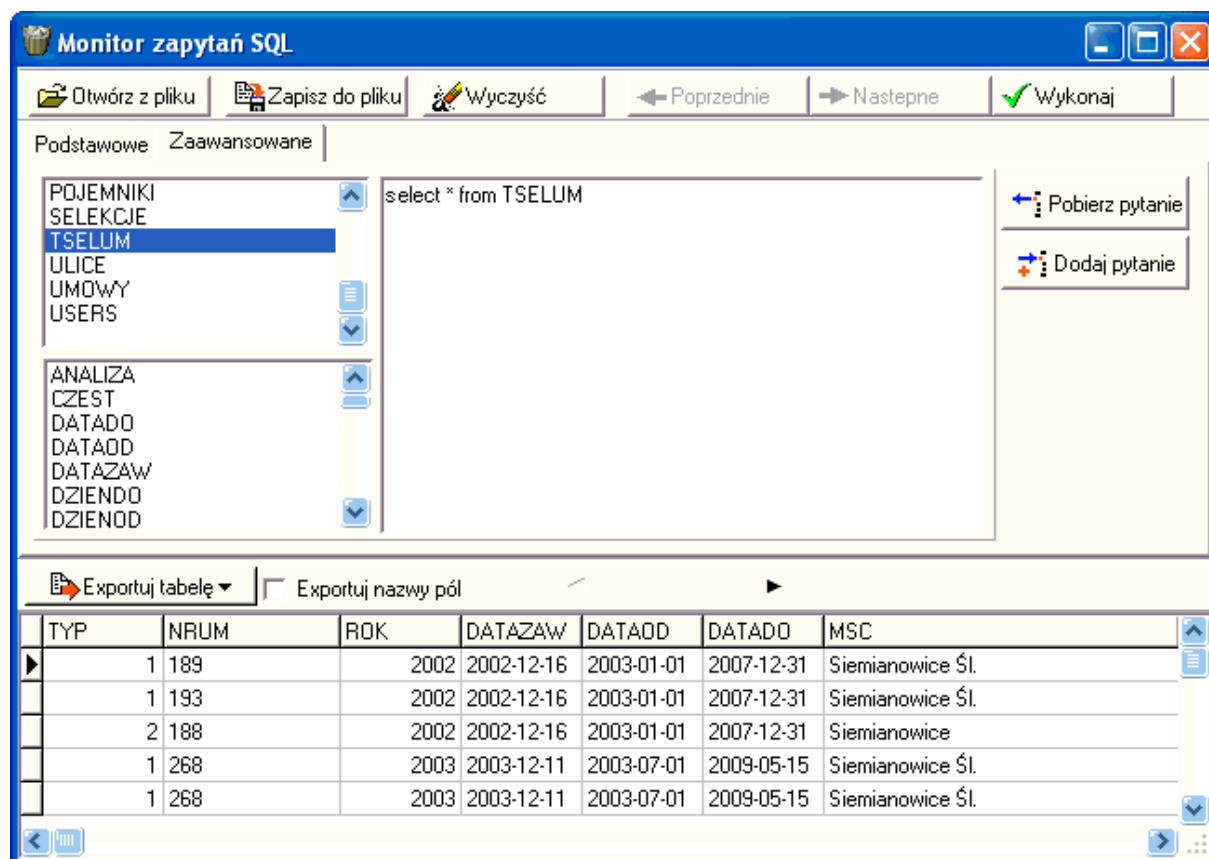 Monitor zapytań SQL
Otwórz z pliku Zapisz do pliku Wyczyść Poprzednie Nastepne Wykonaj
Podstawowe Zaawansowane
POJEMNIKI
SELEKCJE
TSELUM
ULICE
UMOWY
USERS
select * from TSELUM
Pobierz pytanie
Dodaj pytanie
ANALIZA
CZEST
DATADO
DATAOD
DATAZAW
DZIENDO
DZIENOD
Exportuj tabelę Exportuj nazwy pól
TYP NRUM ROK DATAZAW DATAOD DATADO MSC
1 189 2002 2002-12-16 2003-01-01 2007-12-31 Siemianowice Śl.
1 193 2002 2002-12-16 2003-01-01 2007-12-31 Siemianowice Śl.
2 188 2002 2002-12-16 2003-01-01 2007-12-31 Siemianowice
1 268 2003 2003-12-11 2003-07-01 2009-05-15 Siemianowice Śl.
1 268 2003 2003-12-11 2003-07-01 2009-05-15 Siemianowice Śl.